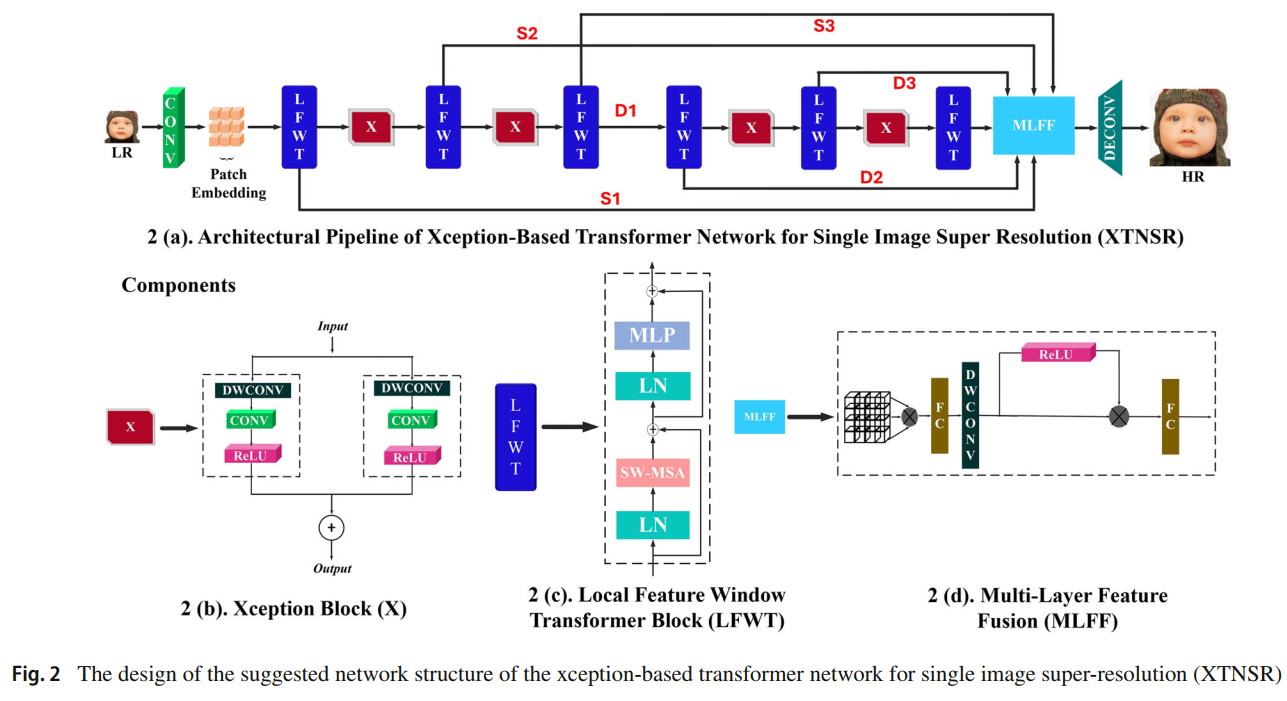 S3
S2
D3
D1
LR
CONV
Patch
Embedding
LFWT
X
LFWT
X
LFWT
LFWT
X
LFWT
X
LFWT
MLFF
DECONV
HR
D2
S1
2 (a). Architectural Pipeline of Xception-Based Transformer Network for Single Image Super Resolution (XTNSR)
Components
Input
X
DWCONV
CONV
ReLU
DWCONV
CONV
ReLU
+
Output
2 (b). Xception Block (X)
LFWT
+
MLP
LN
+
SW-MSA
LN
2 (c). Local Feature Window
Transformer Block (LFWT)
MLFF
FC
DWCONV
ReLU
FC
2 (d). Multi-Layer Feature
Fusion (MLFF)
Fig. 2 The design of the suggested network structure of the xception-based transformer network for single image super-resolution (XTNSR)